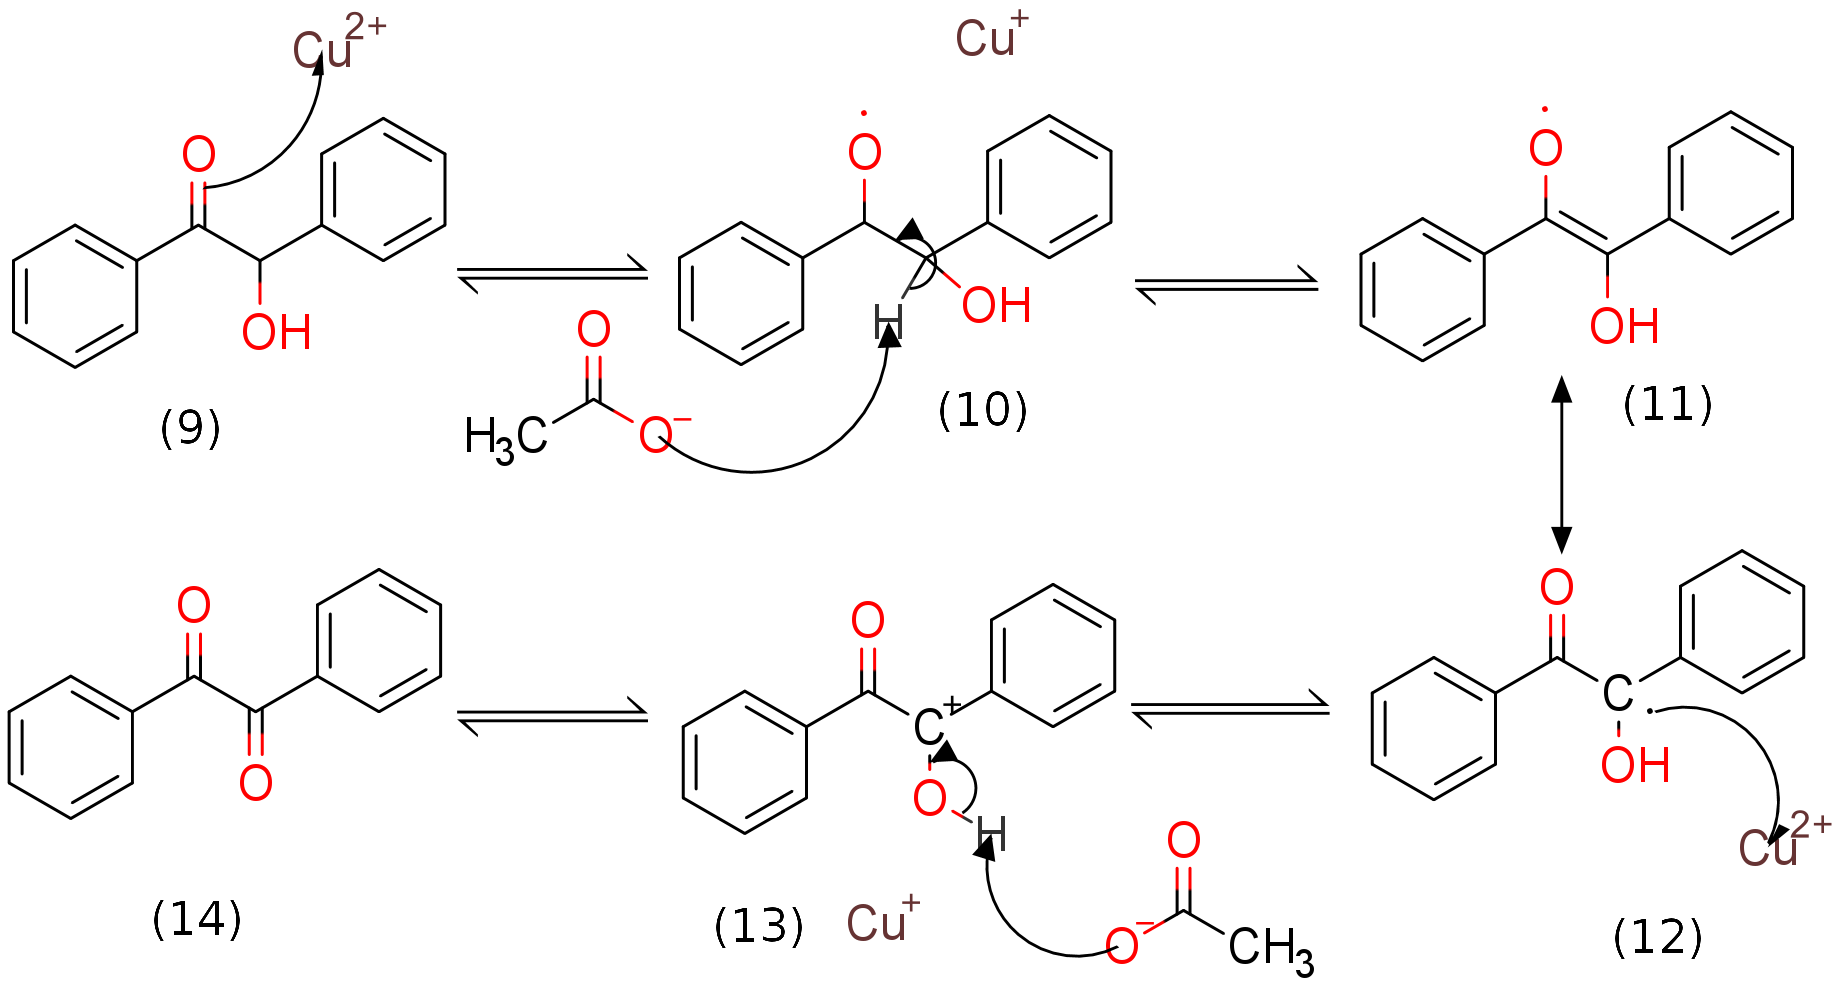 Cu2+
O
OH
(9)
Cu+
O
H
OH
(10)
O
H3C
O−
O
OH
(11)
O
C
OH
Cu2+
(12)
O
C+
O
H
(13)
Cu+
O
O−
CH3
O
O
(14)